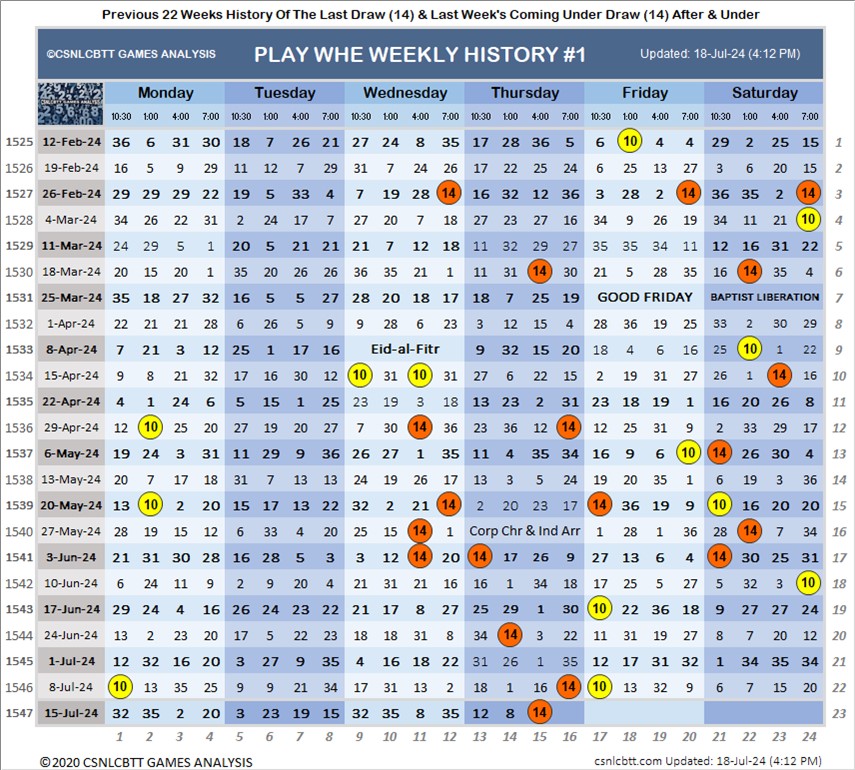 Previous 22 Weeks History Of The Last Draw (14) & Last Week's Coming Under Draw (14) After & Under
©CSNLCBTT GAMES ANALYSIS PLAY WHE WEEKLY HISTORY #1 Updated: 18-Jul-24 (4:12 PM)
Monday Tuesday Wednesday Thursday Friday Saturday
10:30 1:00 4:00 7:00 10:30 1:00 4:00 7:00 10:30 1:00 4:00 7:00 10:30 1:00 4:00 7:00 10:30 1:00 4:00 7:00 10:30 1:00 4:00 7:00
1525 12-Feb-24 36 6 31 30 18 7 26 21 27 24 8 35 17 28 36 5 6 10 4 4 29 2 25 15 1
1526 19-Feb-24 16 5 9 29 11 12 7 29 31 7 24 26 17 22 25 24 6 25 13 27 3 6 20 15 2
1527 26-Feb-24 29 29 29 22 19 5 33 4 7 19 28 14 16 32 12 36 3 28 2 20 14 36 35 2 14 3
1528 4-Mar-24 34 26 22 31 2 24 17 7 27 20 7 18 27 23 27 16 34 9 26 19 34 11 21 10 4
1529 11-Mar-24 24 29 5 1 20 5 21 21 21 7 12 18 11 32 29 27 35 35 34 11 12 16 31 22 5
1530 18-Mar-24 20 15 20 1 35 20 26 26 36 35 21 1 11 31 14 30 21 5 28 35 16 14 35 4 6
1531 25-Mar-24 35 18 27 32 16 5 5 27 28 20 18 17 18 7 25 19 GOOD FRIDAY BAPTIST LIBERATION 7
1532 1-Apr-24 22 21 21 28 6 26 5 9 9 28 6 23 3 12 15 4 28 36 19 25 33 2 30 29 8
1533 8-Apr-24 7 21 3 12 25 1 17 16 Eid-al-Fitr 9 32 15 20 18 4 6 16 25 10 1 22 9
1534 15-Apr-24 9 8 21 32 17 16 30 12 10 31 10 31 27 6 22 15 2 19 31 27 26 1 14 16 10
1535 22-Apr-24 4 1 24 6 5 15 1 25 23 19 3 18 13 23 2 31 23 18 19 1 16 20 26 8 11
1536 29-Apr-24 12 10 25 20 27 19 20 27 7 30 14 36 23 36 12 14 12 25 31 9 2 33 29 17 12
1537 6-May-24 19 24 3 31 11 29 9 36 26 27 1 35 11 4 35 34 16 9 6 10 14 26 30 4 13
1538 13-May-24 20 7 17 18 31 7 13 13 24 19 26 29 13 3 5 24 19 20 35 1 6 19 3 36 14
1539 20-May-24 13 10 2 20 15 17 13 22 32 2 21 14 2 20 23 17 14 36 19 9 10 16 20 20 15
1540 27-May-24 28 19 15 12 6 33 4 20 25 15 14 1 Corp Chr & Ind Arr 1 28 1 36 28 14 7 34 16
1541 3-Jun-24 21 31 30 28 16 28 5 3 3 12 14 20 14 17 26 9 27 13 6 4 14 30 25 31 17
1542 10-Jun-24 6 24 11 9 2 9 20 4 21 31 21 16 16 1 34 18 17 25 5 27 5 32 3 10 18
1543 17-Jun-24 29 24 4 16 26 24 23 22 21 17 8 27 25 29 1 30 10 22 36 18 9 27 27 24 19
1544 24-Jun-24 13 2 23 20 17 5 22 23 18 18 31 8 34 14 3 22 11 31 19 27 8 7 20 12 20
1545 1-Jul-24 12 32 16 20 3 27 9 35 4 16 18 22 31 26 1 35 12 17 31 32 1 34 35 34 21
1546 8-Jul-24 10 13 35 25 9 9 21 34 17 31 13 2 18 1 16 14 10 13 32 9 6 7 15 20 22
1547 15-Jul-24 32 35 2 20 3 23 19 15 32 35 8 35 12 8 14 23
1 2 3 4 5 6 7 8 9 10 11 12 13 14 15 16 17 18 19 20 21 22 23 24
©2020 CSNLCBTT GAMES ANALYSIS csnlcbtt.com Updated: 18-Jul-24 (4:12 PM)